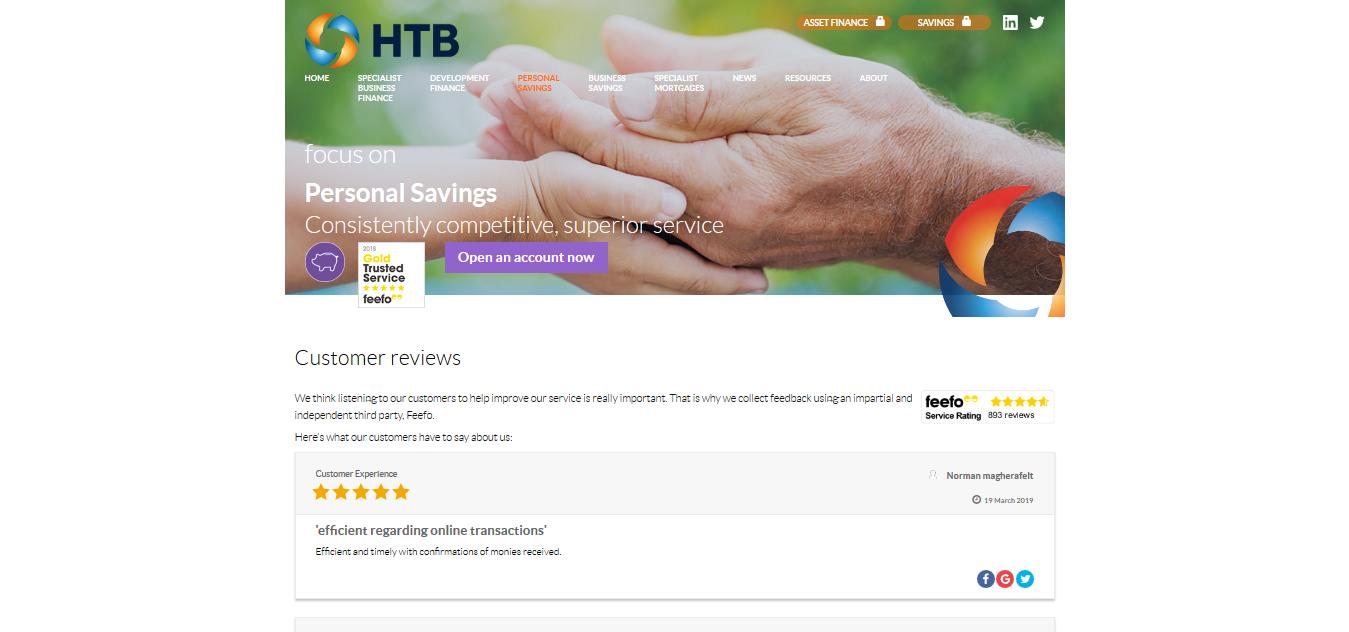 HTB
ASSET FINANCE
SAVINGS
HOME
SPECIALIST
BUSINESS
FINANCE
DEVELOPMENT
FINANCE
PERSONAL
SAVINGS
BUSINESS
SAVINGS
SPECIALIST
MORTGAGES
NEWS
RESOURCES
ABOUT
focus on
Personal Savings
Consistently competitive, superior service
2018
Gold
Trusted
Service
feefo
Open an account now
Customer reviews
We think listening to our customers to help improve our service is really important. That is why we collect feedback using an impartial and
independent third party, Feefo.
feefo
Service Rating 893 reviews
Here's what our customers have to say about us:
Customer Experience
Norman magherafelt
19 March 2019
'efficient regarding online transactions'
Efficient and timely with confirmations of monies received.